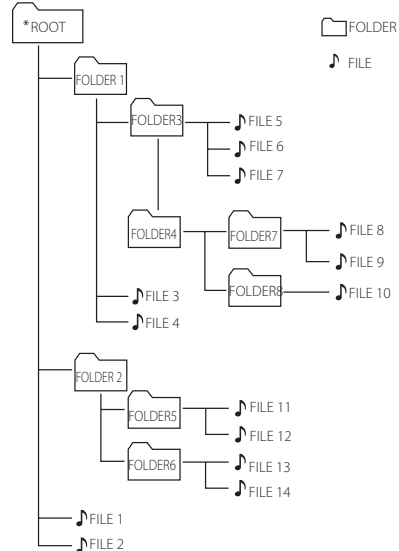 *ROOT
FOLDER
FILE
FOLDER 1
FOLDER3
FILE 5
FILE 6
FILE 7
FOLDER4
FOLDER7
FILE 8
FILE 9
FOLDER8
FILE 10
FILE 3
FILE 4
FOLDER 2
FOLDER5
FILE 11
FILE 12
FOLDER6
FILE 13
FILE 14
FILE 1
FILE 2